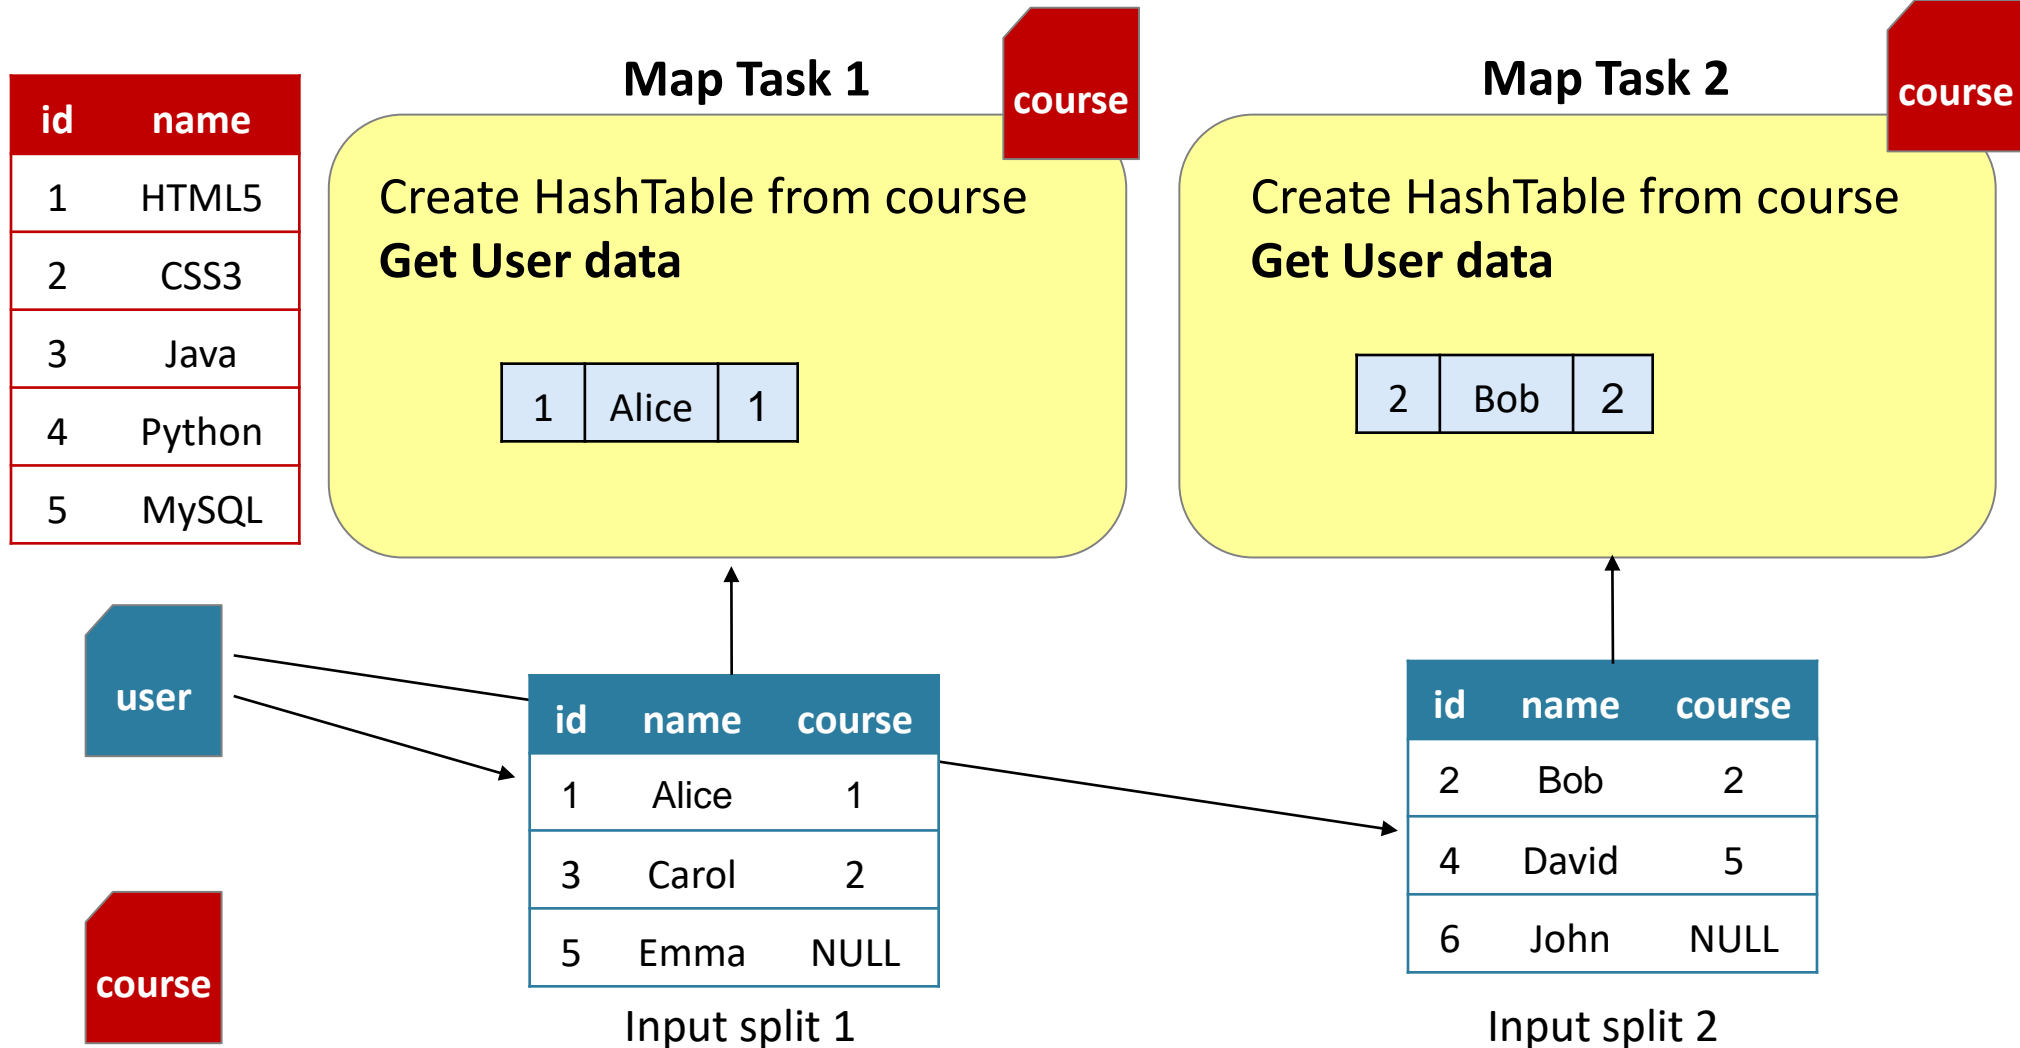 id name
1 HTML5
2 CSS3
3 Java
4 Python
5 MySQL
Map Task 1
course
Create HashTable from course
Get User data
1 Alice 1
Map Task 2
course
Create HashTable from course
Get User data
2 Bob 2
user
course
id name course
1 Alice 1
3 Carol 2
5 Emma NULL
Input split 1
id name course
2 Bob 2
4 David 5
6 John NULL
Input split 2